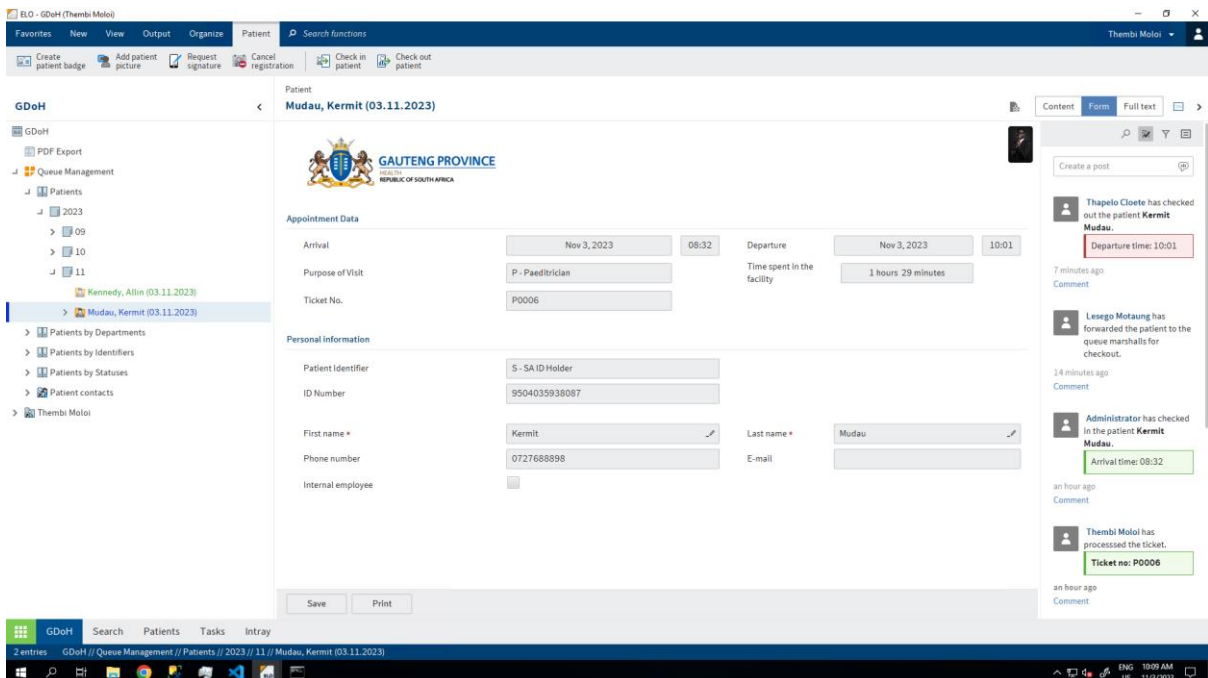 ELO - GDoH (Thembi Moloi)
Favorites New View Output Organize Patient Search functions Thembi Moloi
Create patient badge
Add patient picture
Request signature
Cancel registration
Check in patient
Check out patient
GDoH
GDoH
PDF Export
Queue Management
Patients
2023
09
10
11
Kennedy, Allin (03.11.2023)
Mudau, Kermit (03.11.2023)
Patients by Departments
Patients by Identifiers
Patients by Statuses
Patient contacts
Thembi Moloi
Patient
Mudau, Kermit (03.11.2023)
GAUTENG PROVINCE
HEALTH
REPUBLIC OF SOUTH AFRICA
Appointment Data
Arrival Nov 3, 2023 08:32 Departure Nov 3, 2023 10:01
Purpose of Visit P - Paeditrician Time spent in the facility 1 hours 29 minutes
Ticket No. P0006
Personal information
Patient Identifier S - SA ID Holder
ID Number 9504035938087
First name * Kermit Last name * Mudau
Phone number 0727688898 E-mail
Internal employee
Save Print
Content Form Full text
Create a post
Thapelo Cloete has checked
out the patient Kermit
Mudau.
Departure time: 10:01
7 minutes ago
Comment
Lesego Motaung has
forwarded the patient to the
queue marshalls for
checkout.
14 minutes ago
Comment
Administrator has checked
in the patient Kermit
Mudau.
Arrival time: 08:32
an hour ago
Comment
Thembi Moloi has
processsed the ticket.
Ticket no: P0006
an hour ago
Comment
GDoH Search Patients Tasks Intray
2 entries GDoH // Queue Management // Patients // 2023 // 11 // Mudau, Kermit (03.11.2023)
ENG 10:09 AM
US 11/3/2023